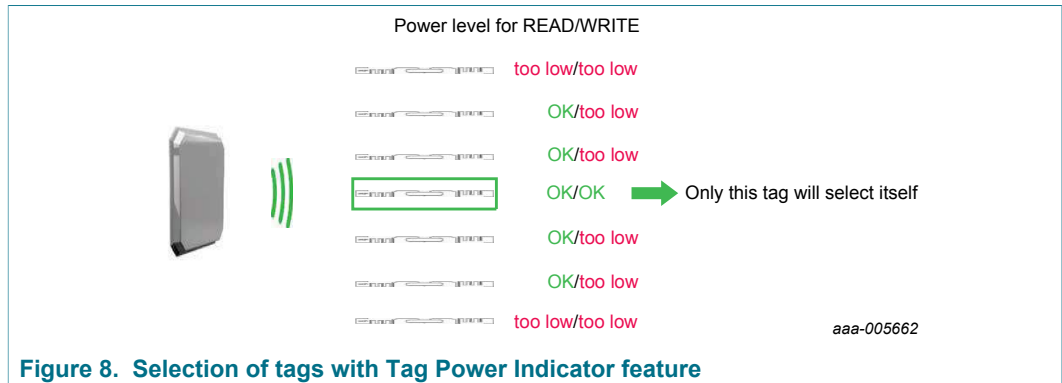 Power level for READ/WRITE
too low/too low
OK/too low
OK/too low
OK/OK Only this tag will select itself
OK/too low
OK/too low
too low/too low
aaa-005662
Figure 8. Selection of tags with Tag Power Indicator feature